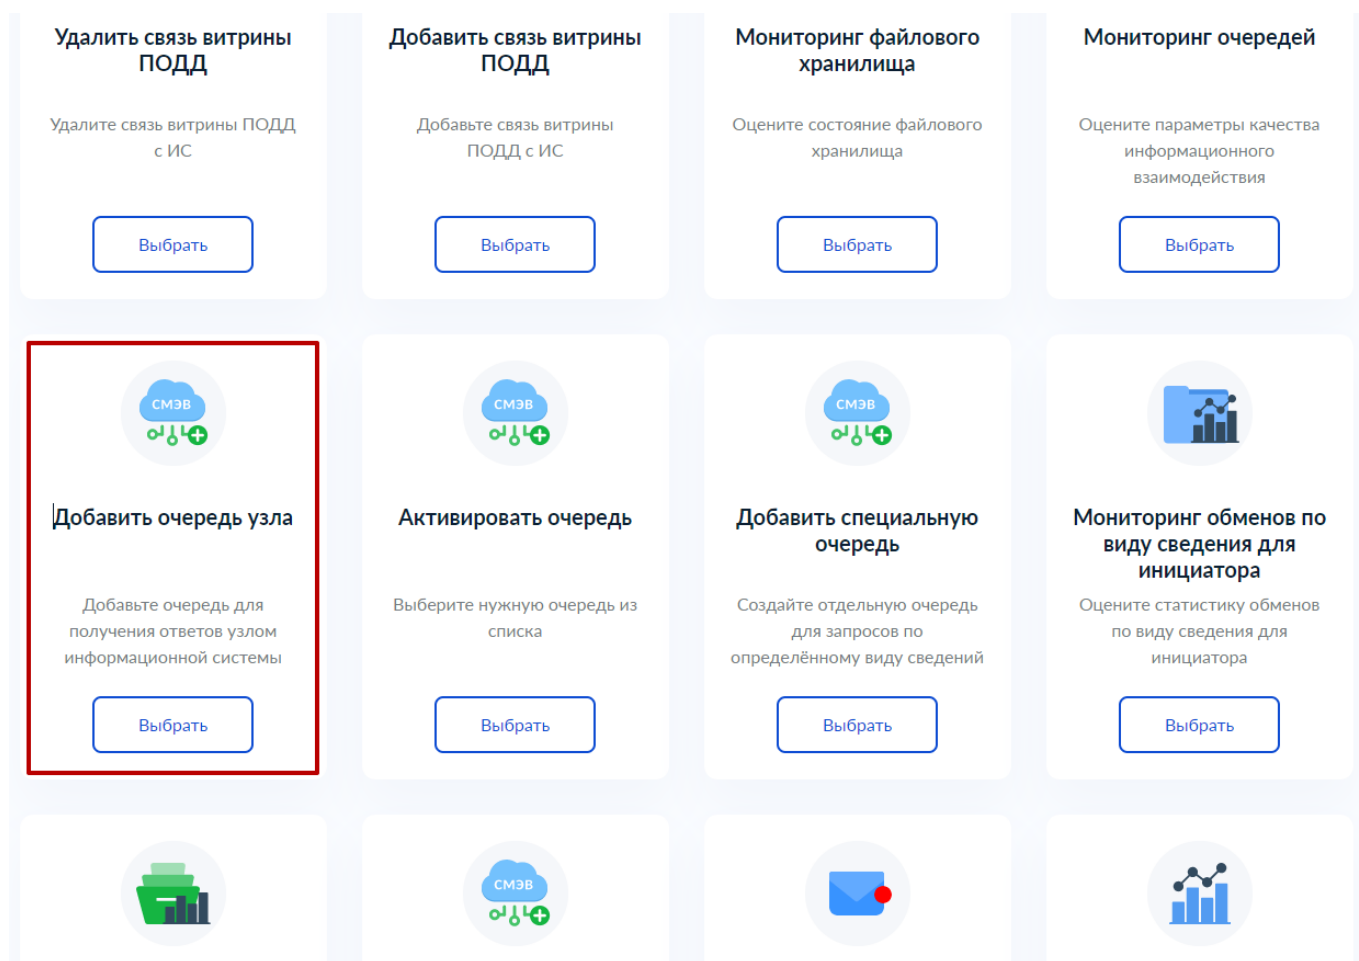 Удалить связь витрины
ПОДД
Удалите связь витрины ПОДД
с ИС
Выбрать
Добавить связь витрины
ПОДД
Добавьте связь витрины
ПОДД с ИС
Выбрать
Мониторинг файлового
хранилища
Оцените состояние файлового
хранилища
Выбрать
Мониторинг очередей
Оцените параметры качества
информационного
взаимодействия
Выбрать
СМЭВ
Добавить очередь узла
Добавьте очередь для
получения ответов узлом
информационной системы
Выбрать
СМЭВ
Активировать очередь
Выберите нужную очередь из
списка
Выбрать
СМЭВ
Добавить специальную
очередь
Создайте отдельную очередь
для запросов по
определённому виду сведений
Выбрать
Мониторинг обменов по
виду сведения для
инициатора
Оцените статистику обменов
по виду сведения для
инициатора
Выбрать
СМЭВ